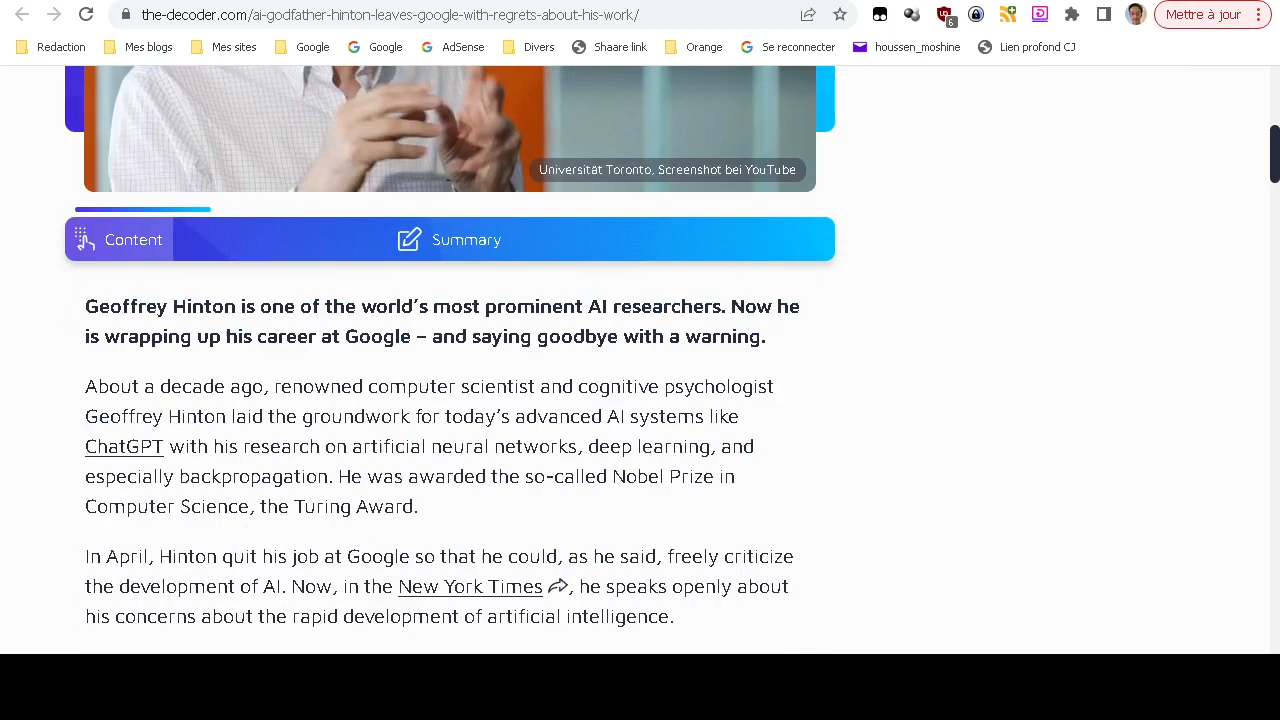 the-decoder.com/ai-godfather-hinton-leaves-google-with-regrets-about-his-work/
6
Mettre à jour
Redaction Mes blogs Mes sites Google Google AdSense Divers Shaare link Orange Se reconnecter houssen_moshine Lien profond CJ
Universität Toronto, Screenshot bei YouTube
Content Summary
Geoffrey Hinton is one of the world’s most prominent AI researchers. Now he
is wrapping up his career at Google – and saying goodbye with a warning.
About a decade ago, renowned computer scientist and cognitive psychologist
Geoffrey Hinton laid the groundwork for today’s advanced AI systems like
ChatGPT with his research on artificial neural networks, deep learning, and
especially backpropagation. He was awarded the so-called Nobel Prize in
Computer Science, the Turing Award.
In April, Hinton quit his job at Google so that he could, as he said, freely criticize
the development of AI. Now, in the New York Times, he speaks openly about
his concerns about the rapid development of artificial intelligence.